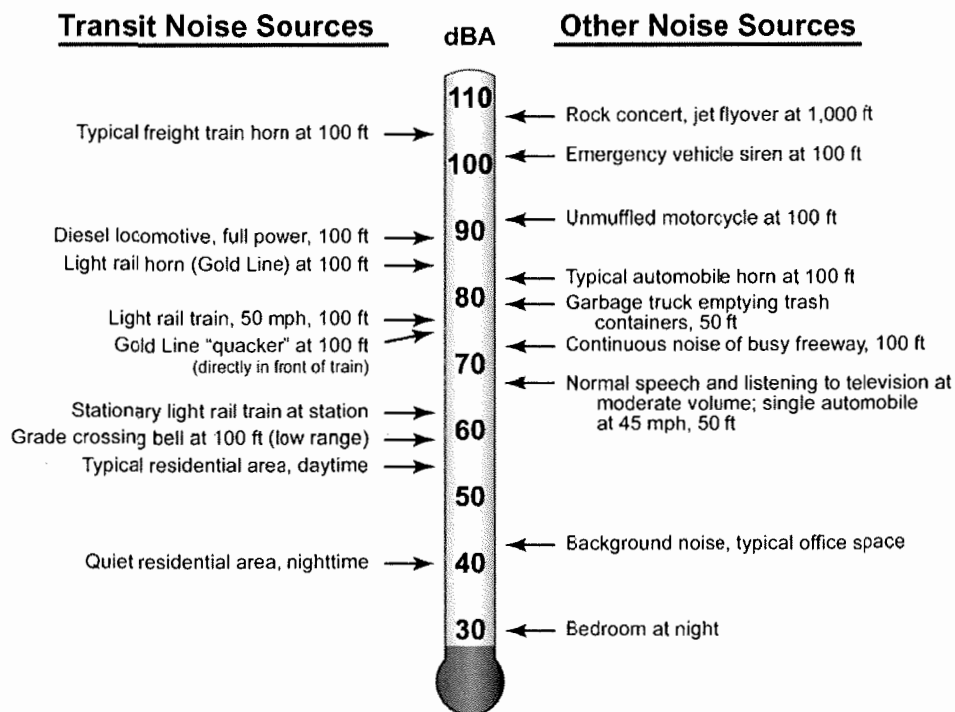 Transit Noise Sources
dBA
Other Noise Sources
110
100
90
80
70
60
50
40
30
Typical freight train horn at 100 ft
Diesel locomotive, full power, 100 ft
Light rail horn (Gold Line) at 100 ft
Light rail train, 50 mph, 100 ft
Gold Line "quacker" at 100 ft
(directly in front of train)
Stationary light rail train at station
Grade crossing bell at 100 ft (low range)
Typical residential area, daytime
Quiet residential area, nighttime
Rock concert, jet flyover at 1,000 ft
Emergency vehicle siren at 100 ft
Unmuffled motorcycle at 100 ft
Typical automobile horn at 100 ft
Garbage truck emptying trash
containers, 50 ft
Continuous noise of busy freeway, 100 ft
Normal speech and listening to television at
moderate volume; single automobile
at 45 mph, 50 ft
Background noise, typical office space
Bedroom at night